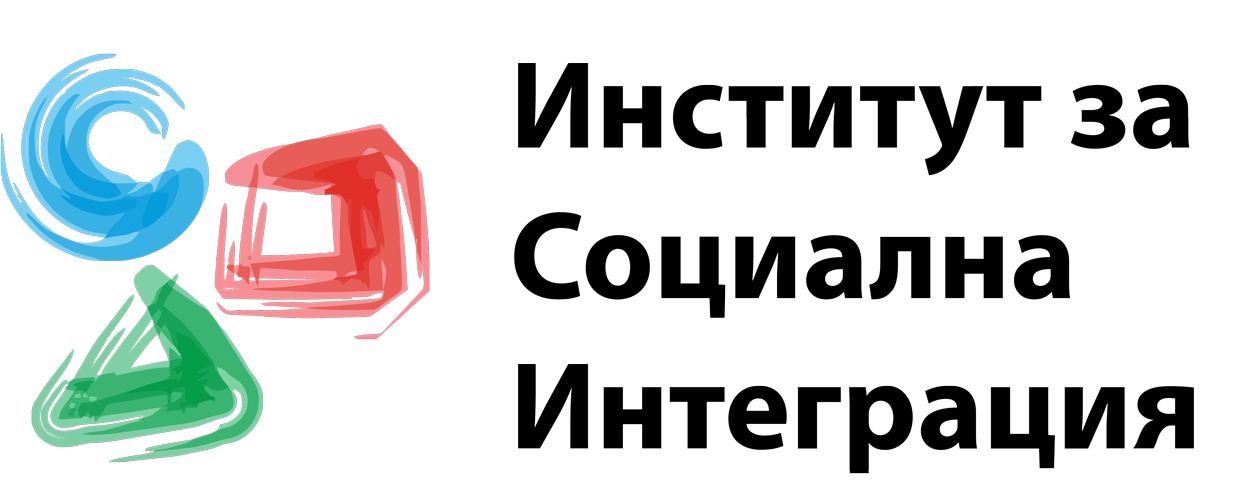 Институт за
Социална
Интеграция